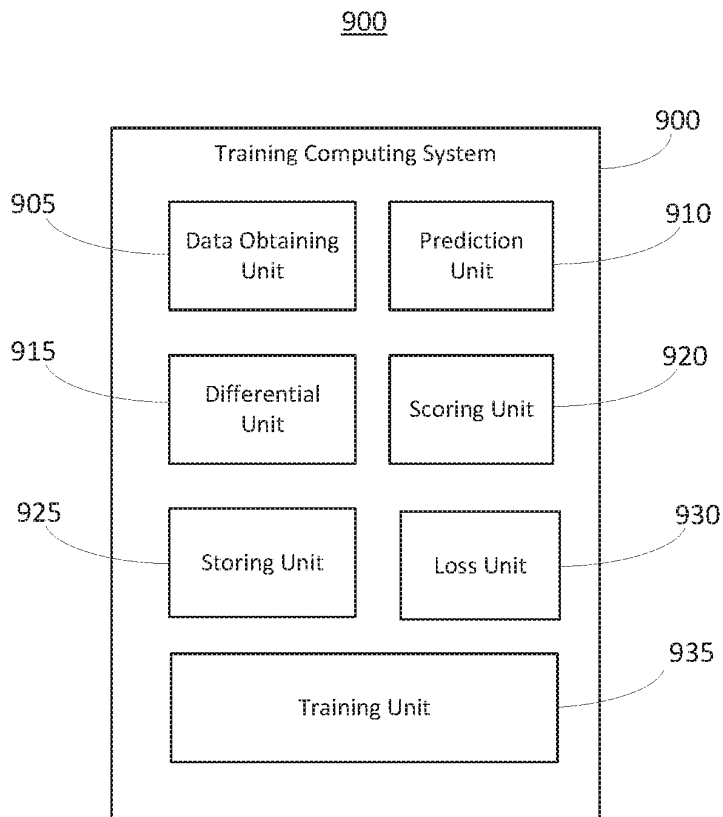 900
900
Training Computing System
905
Data Obtaining
Unit
Prediction
Unit
910
915
Differential
Unit
Scoring Unit
920
925
Storing Unit
Loss Unit
930
Training Unit
935